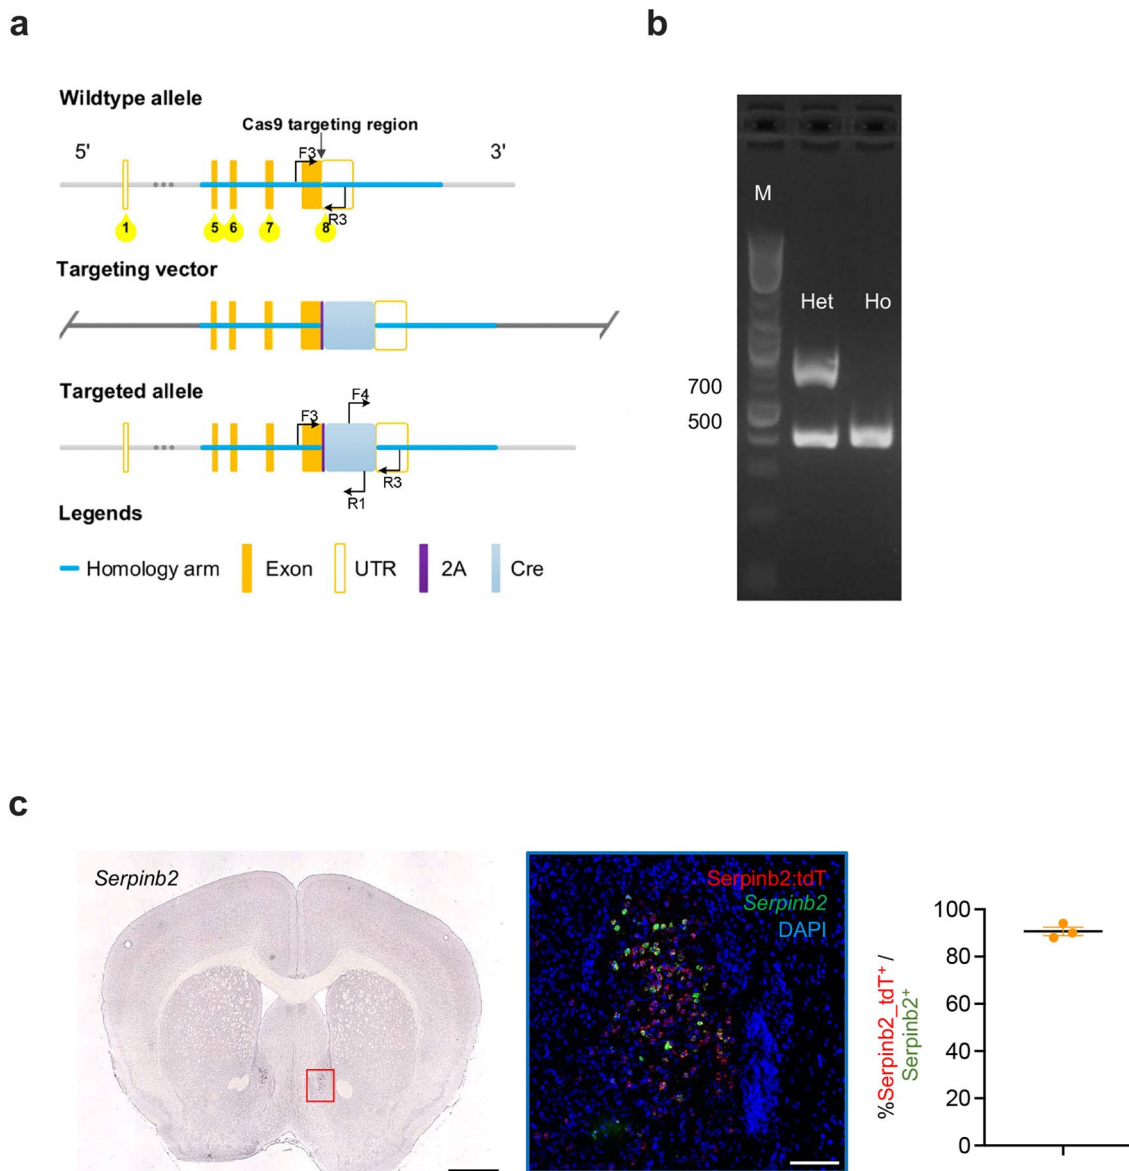 a
Wildtype allele
Cas9 targeting region
5'
F3
3'
R3
1
5
6
7
8
Targeting vector
Targeted allele
F4
F3
R3
R1
Legends
Homology arm
Exon
UTR
2A
Cre
b
M
Het
Ho
700
500
c
Serpinb2
Serpinb2:tdT
Serpinb2
DAPI
%Serpinb2_tdT⁺ /
Serpinb2⁺
100
80
60
40
20
0